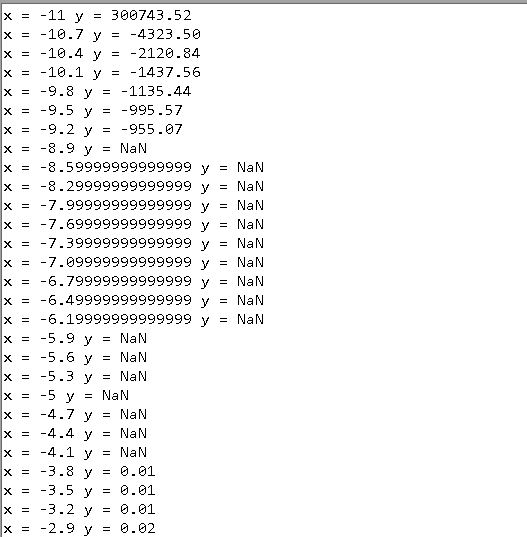 x = -11 y = 300743.52
x = -10.7 y = -4323.50
x = -10.4 y = -2120.84
x = -10.1 y = -1437.56
x = -9.8 y = -1135.44
x = -9.5 y = -995.57
x = -9.2 y = -955.07
x = -8.9 y = NaN
x = -8.59999999999999 y = NaN
x = -8.29999999999999 y = NaN
x = -7.99999999999999 y = NaN
x = -7.69999999999999 y = NaN
x = -7.39999999999999 y = NaN
x = -7.09999999999999 y = NaN
x = -6.79999999999999 y = NaN
x = -6.49999999999999 y = NaN
x = -6.19999999999999 y = NaN
x = -5.9 y = NaN
x = -5.6 y = NaN
x = -5.3 y = NaN
x = -5 y = NaN
x = -4.7 y = NaN
x = -4.4 y = NaN
x = -4.1 y = NaN
x = -3.8 y = 0.01
x = -3.5 y = 0.01
x = -3.2 y = 0.01
x = -2.9 y = 0.02